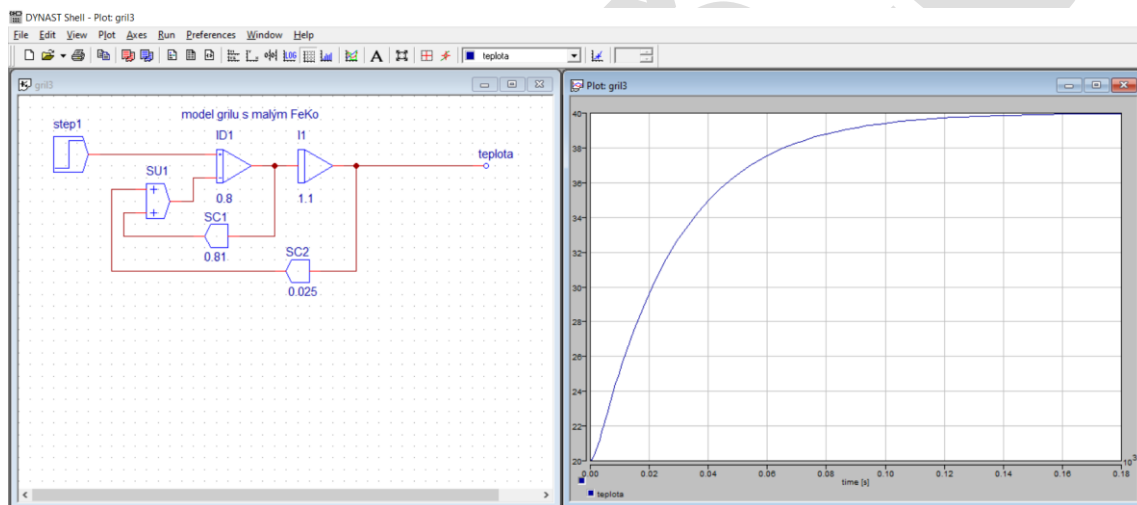 DYNAST Shell - Plot: gril3
File Edit View Plot Axes Run Preferences Window Help
LOG A teplota
gril3
model grilu s malým FeKo
step1
ID1
I1
teplota
SU1
0.8
1.1
SC1
0.81
SC2
0.025
Plot: gril3
40
38
36
34
32
30
28
26
24
22
20
0.00 0.02 0.04 0.06 0.08 0.10 0.12 0.14 0.16 0.18
10³
time [s]
teplota